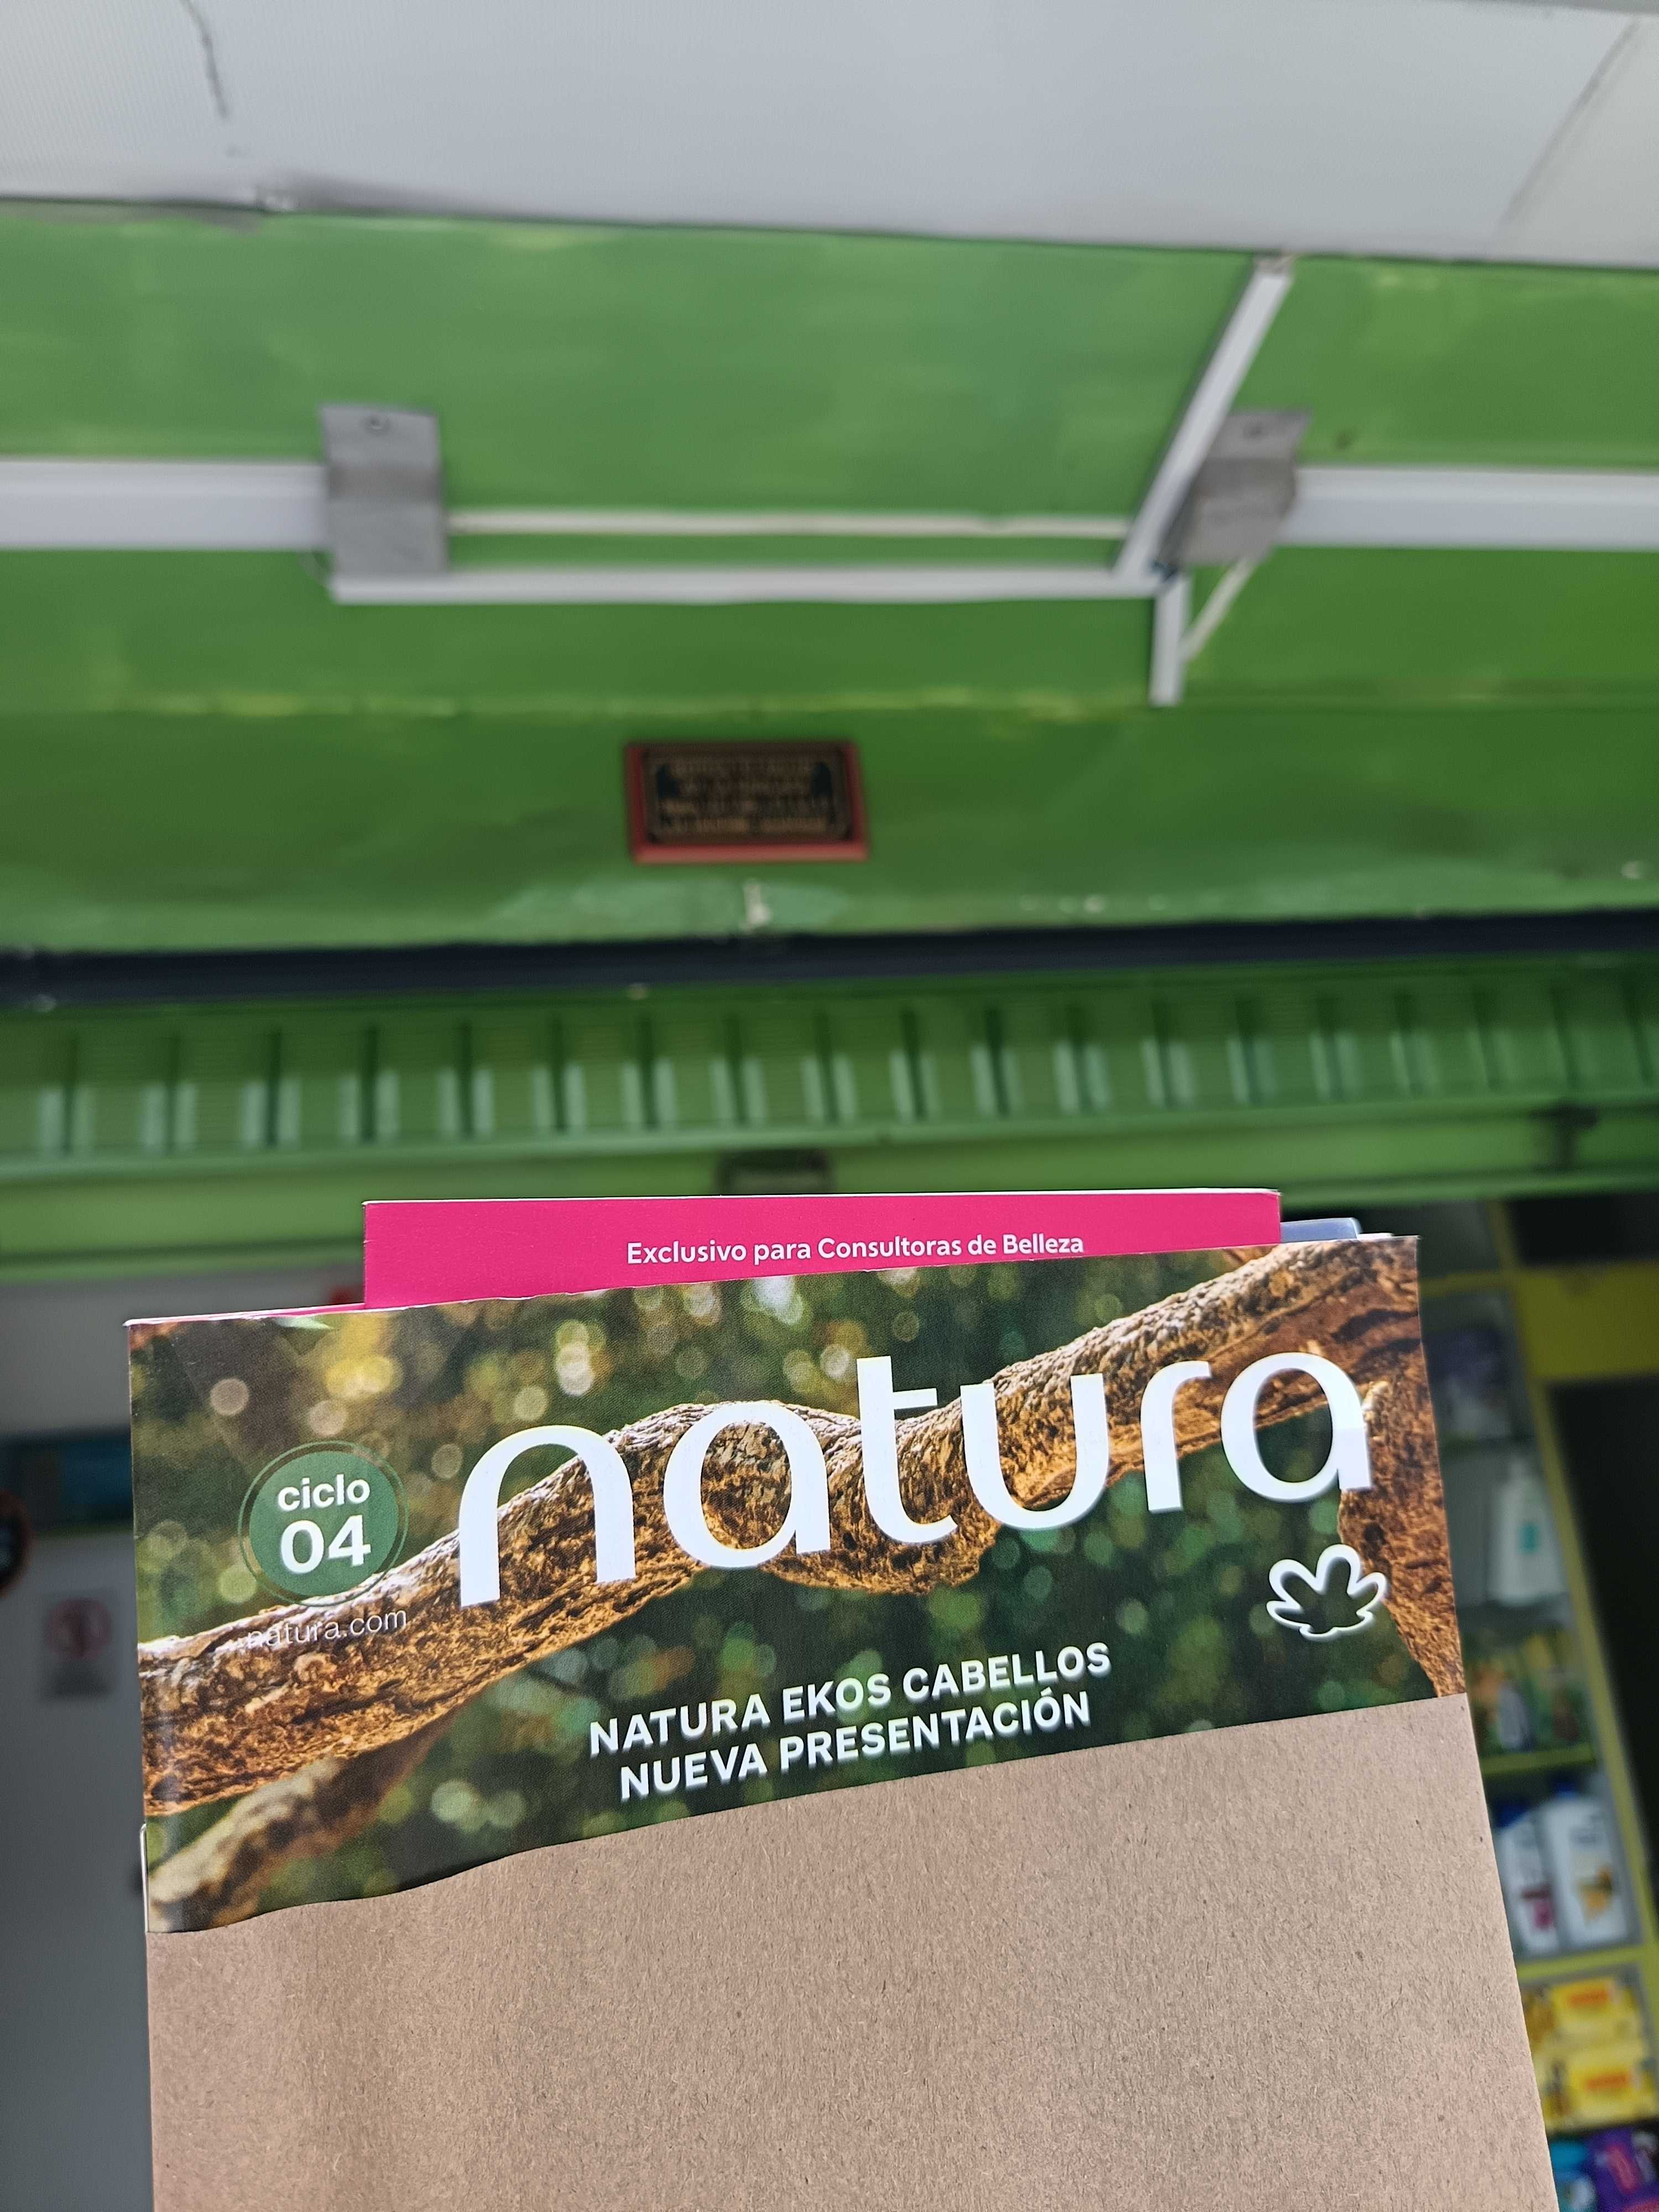 Exclusivo para Consultoras de Belleza
natura
ciclo
04
natura.com
NATURA EKOS CABELLOS
NUEVA PRESENTACIÓN